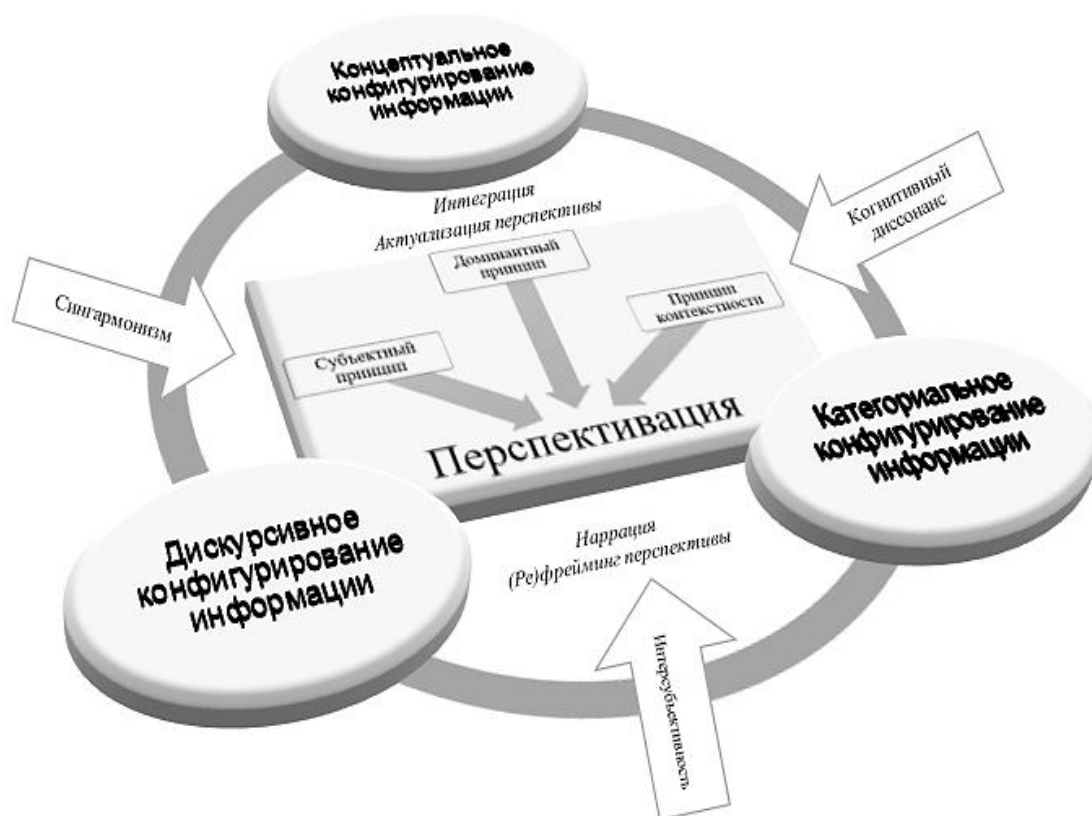 Концептуальное
конфигурирование
информации
Интеграция
Актуализация перспективы
Когнитивный
диссонанс
Сингармонизм
Доминантный
принцип
Принцип
контекстности
Субъектный
принцип
Перспективация
Категориальное
конфигурирование
информации
Дискурсивное
конфигурирование
информации
Наррация
(Ре)фрейминг перспективы
Интерсубъективность